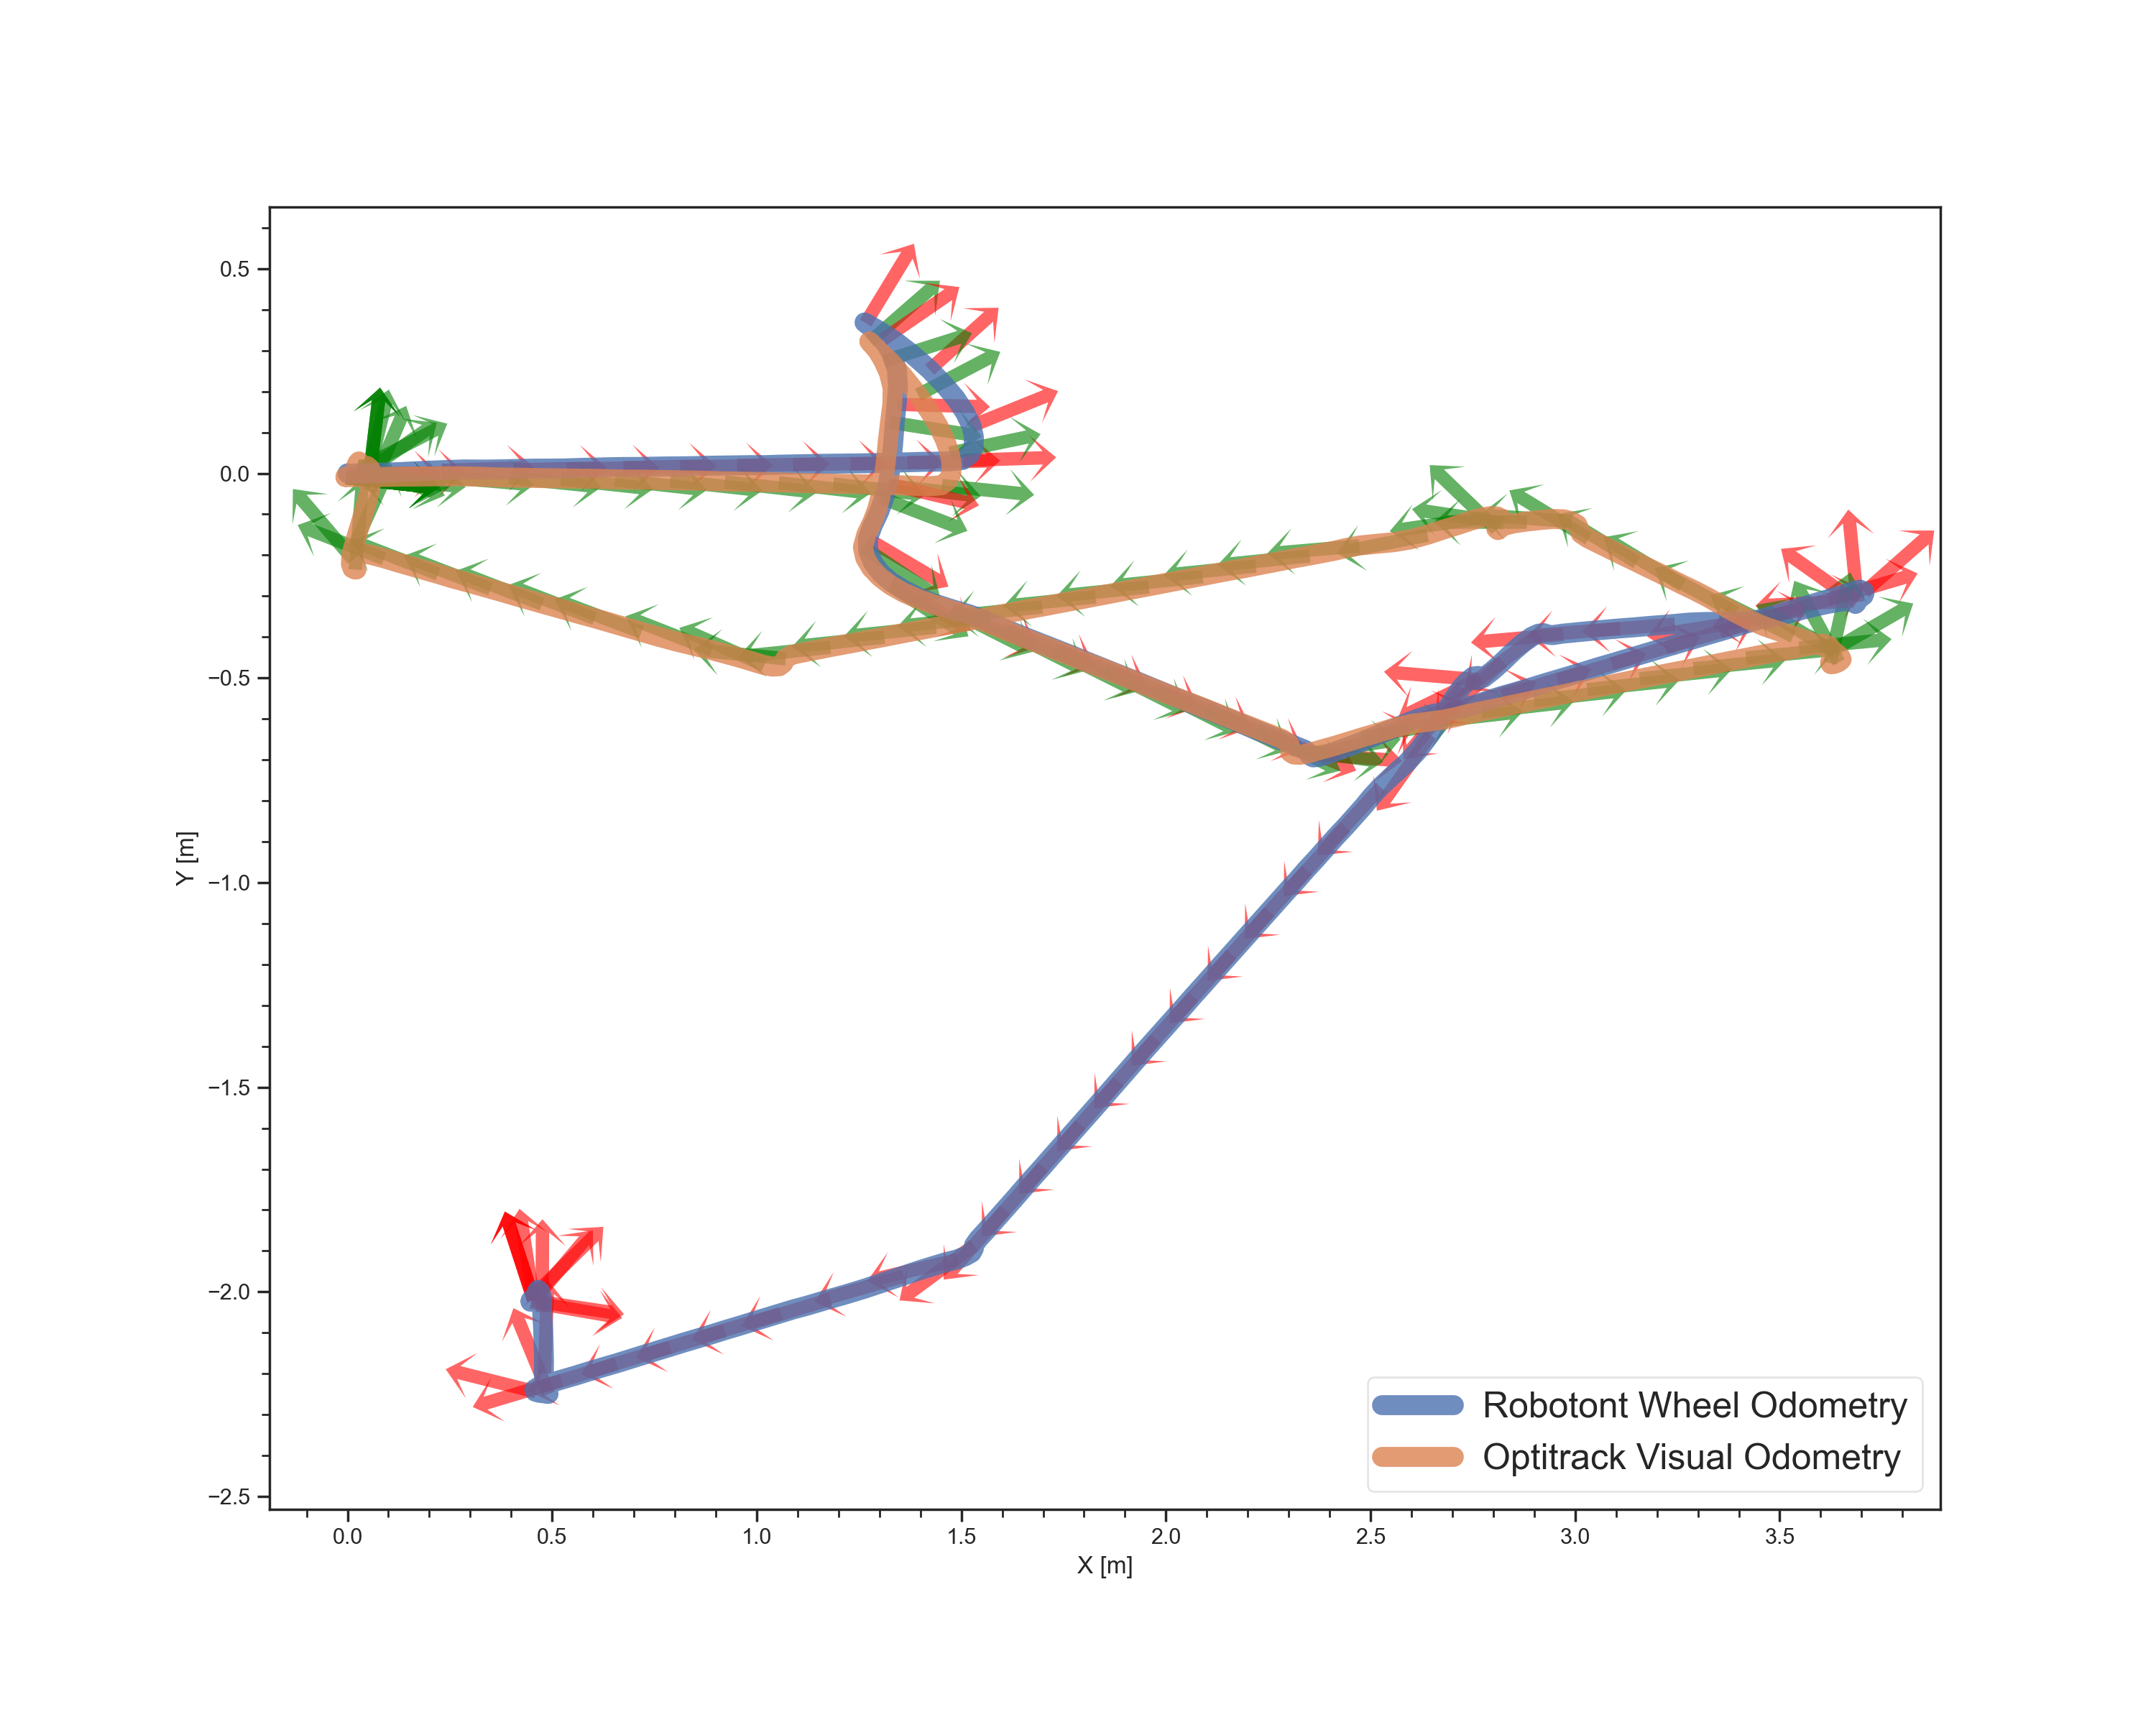 0.5
0.0
−0.5
−1.0
−1.5
−2.0
−2.5
Y [m]
0.0 0.5 1.0 1.5 2.0 2.5 3.0 3.5
X [m]
Robotont Wheel Odometry
Optitrack Visual Odometry